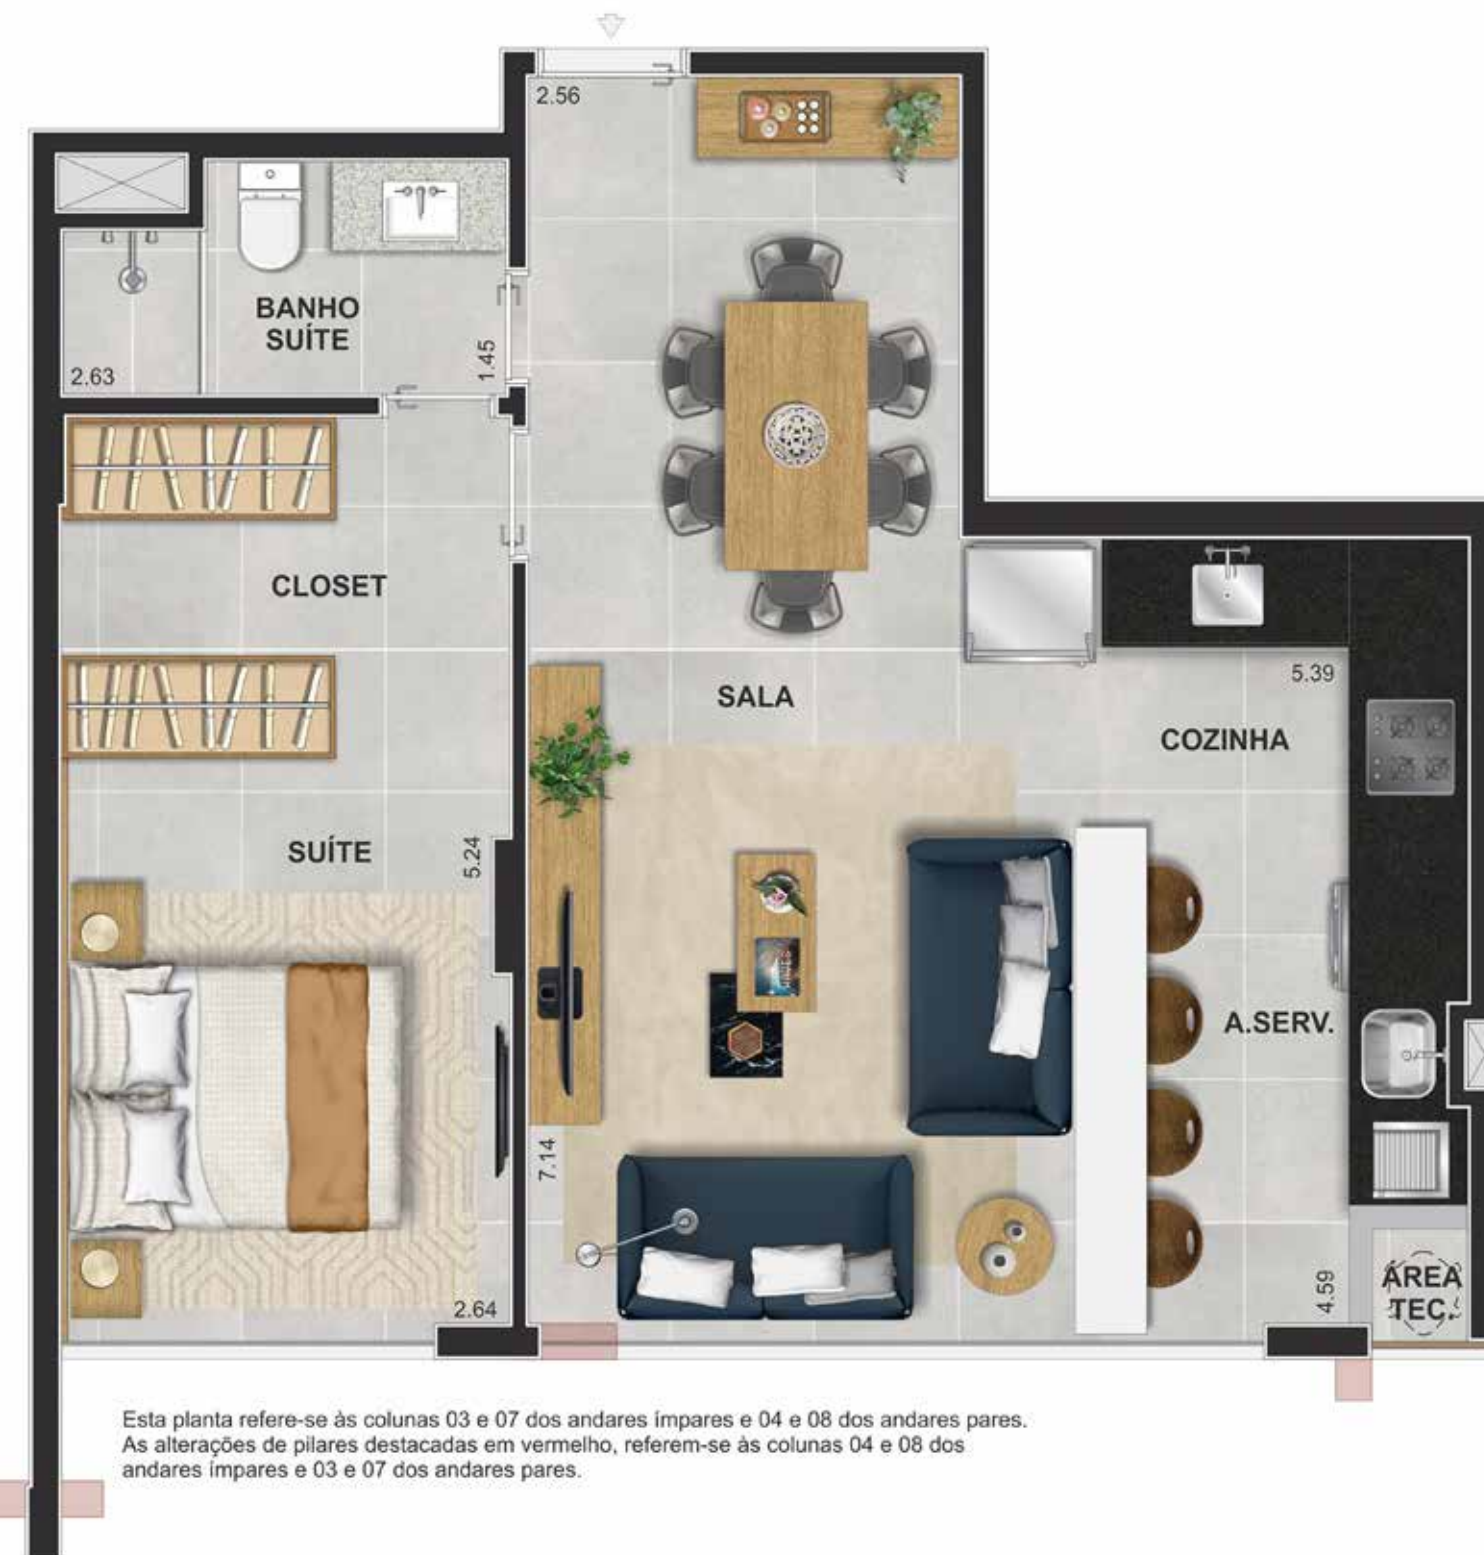 2.56
BANHO
SUÍTE
1.45
2.63
CLOSET
SALA
5.39
COZINHA
SUÍTE
5.24
A.SERV.
7.14
2.64
4.59
ÁREA
TEC.
Esta planta refere-se às colunas 03 e 07 dos andares ímpares e 04 e 08 dos andares pares.
As alterações de pilares destacadas em vermelho, referem-se às colunas 04 e 08 dos
andares ímpares e 03 e 07 dos andares pares.